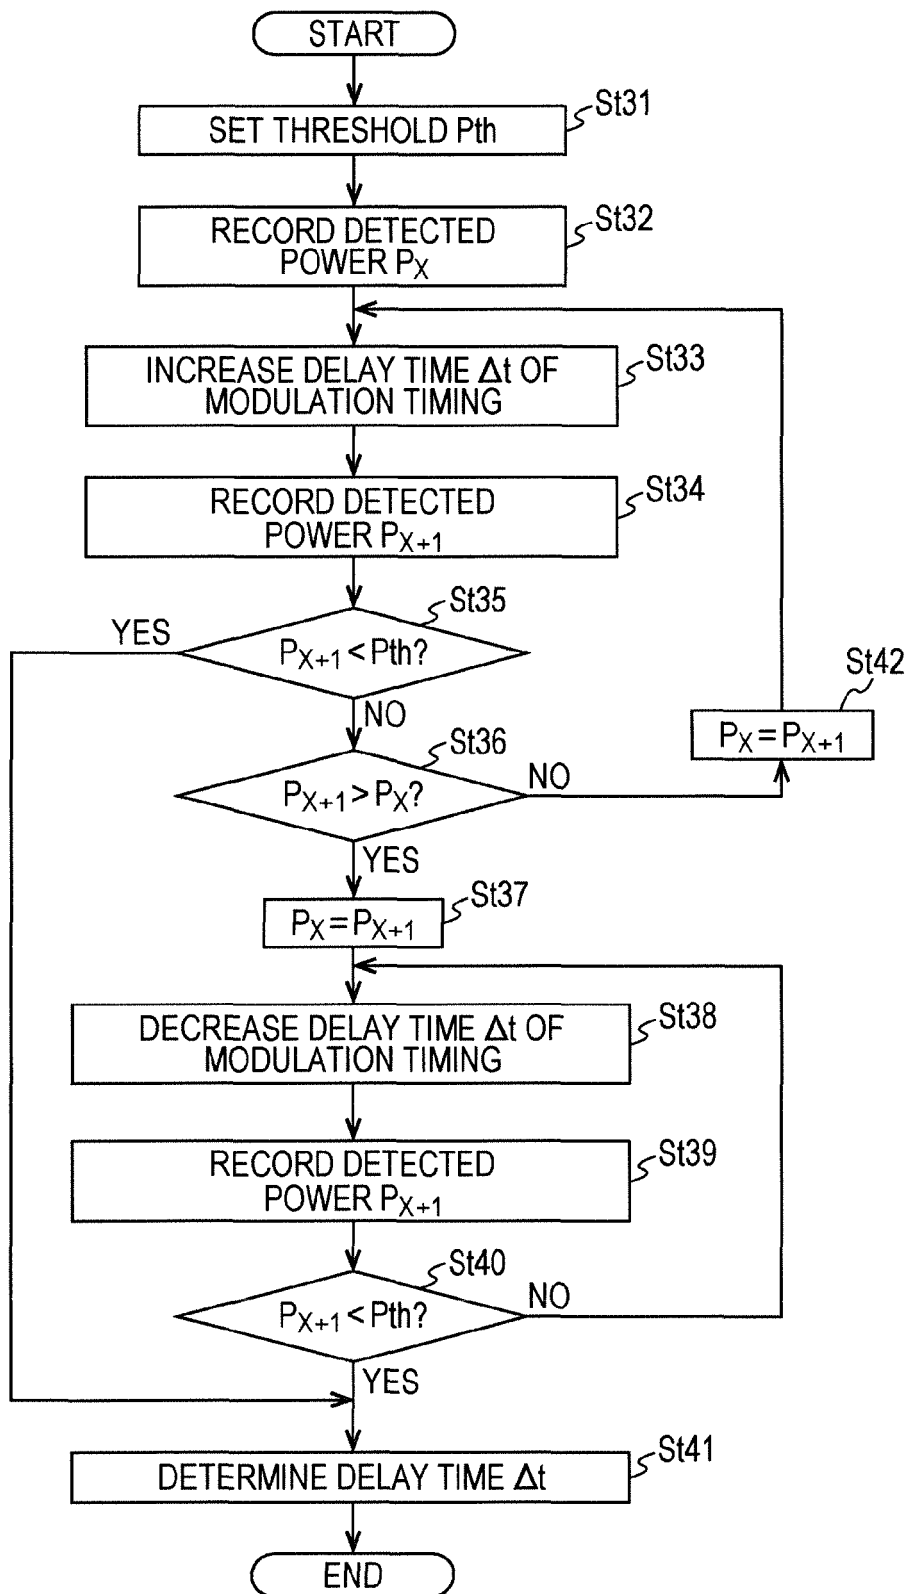 START
St31
SET THRESHOLD Pth
St32
RECORD DETECTED
POWER PX
St33
INCREASE DELAY TIME Δt OF
MODULATION TIMING
St34
RECORD DETECTED
POWER PX+1
St35
YES
PX+1 < Pth?
NO
St42
PX = PX+1
St36
PX+1 > PX?
NO
YES
St37
PX = PX+1
St38
DECREASE DELAY TIME Δt OF
MODULATION TIMING
St39
RECORD DETECTED
POWER PX+1
St40
PX+1 < Pth?
NO
YES
St41
DETERMINE DELAY TIME Δt
END